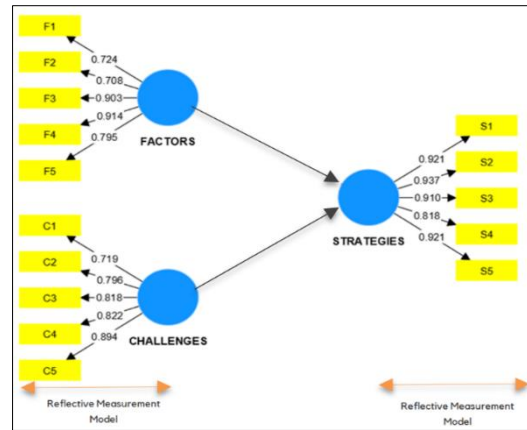 F1
F2
F3
F4
F5
0.724
0.708
0.903
0.914
0.795
FACTORS
C1
C2
C3
C4
C5
0.719
0.796
0.818
0.822
0.894
CHALLENGES
S1
S2
S3
S4
S5
0.921
0.937
0.910
0.818
0.921
STRATEGIES
Reflective Measurement
Model
Reflective Measurement
Model